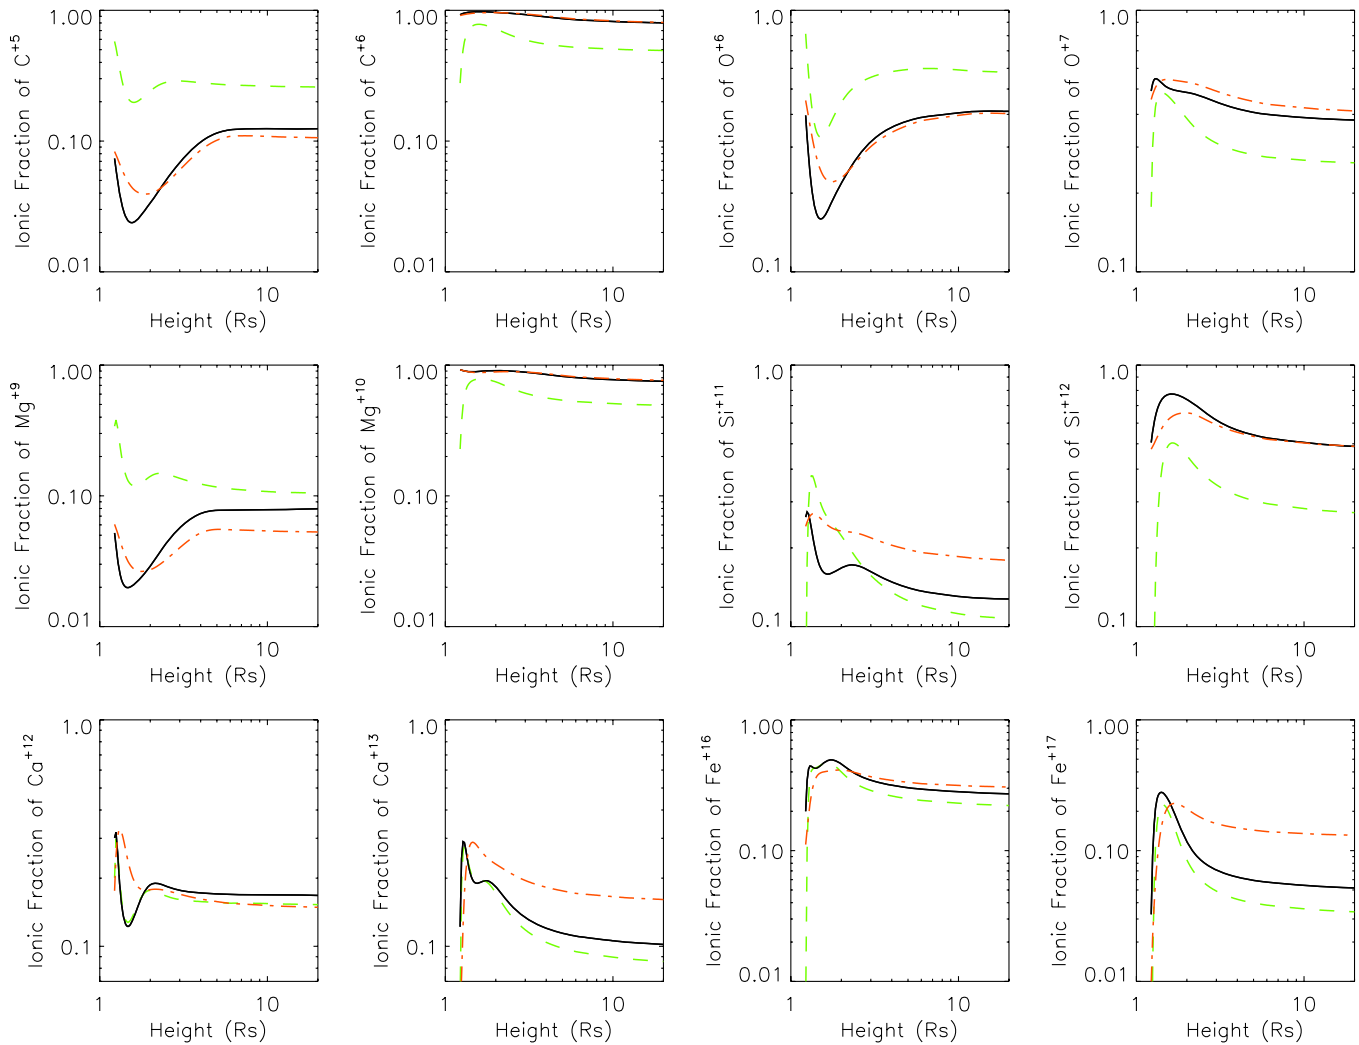 Ionic Fraction of C+5
1.00
0.10
0.01
1
10
Height (Rs)
Ionic Fraction of C+6
1.00
0.10
0.01
1
10
Height (Rs)
Ionic Fraction of O+6
1.0
0.1
1
10
Height (Rs)
Ionic Fraction of O+7
1.0
0.1
1
10
Height (Rs)
Ionic Fraction of Mg+9
1.00
0.10
0.01
1
10
Height (Rs)
Ionic Fraction of Mg+10
1.00
0.10
0.01
1
10
Height (Rs)
Ionic Fraction of Si+11
1.0
0.1
1
10
Height (Rs)
Ionic Fraction of Si+12
1.0
0.1
1
10
Height (Rs)
Ionic Fraction of Ca+12
1.0
0.1
1
10
Height (Rs)
Ionic Fraction of Ca+13
1.0
0.1
1
10
Height (Rs)
Ionic Fraction of Fe+16
1.00
0.10
0.01
1
10
Height (Rs)
Ionic Fraction of Fe+17
1.00
0.10
0.01
1
10
Height (Rs)